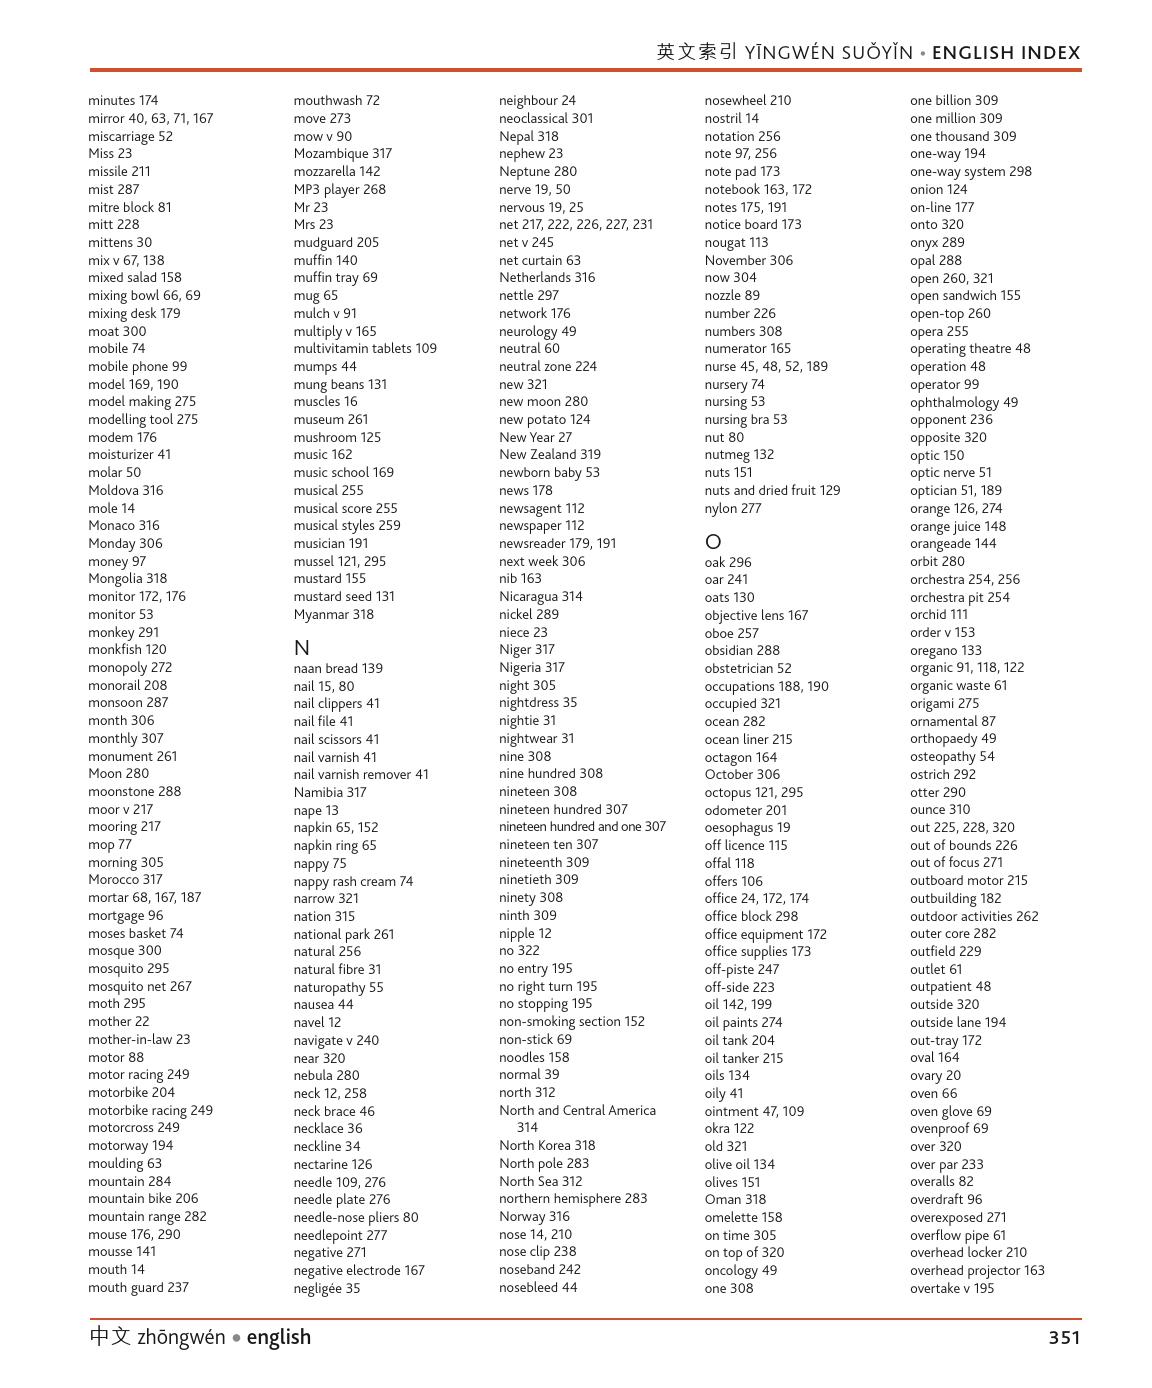 英文索引 YĪNGWÉN SUǑYǏN • ENGLISH INDEX
minutes 174
mirror 40, 63, 71, 167
miscarriage 52
Miss 23
missile 211
mist 287
mitre block 81
mitt 228
mittens 30
mix v 67, 138
mixed salad 158
mixing bowl 66, 69
mixing desk 179
moat 300
mobile 74
mobile phone 99
model 169, 190
model making 275
modelling tool 275
modem 176
moisturizer 41
molar 50
Moldova 316
mole 14
Monaco 316
Monday 306
money 97
Mongolia 318
monitor 172, 176
monitor 53
monkey 291
monkfish 120
monopoly 272
monorail 208
monsoon 287
month 306
monthly 307
monument 261
Moon 280
moonstone 288
moor v 217
mooring 217
mop 77
morning 305
Morocco 317
mortar 68, 167, 187
mortgage 96
moses basket 74
mosque 300
mosquito 295
mosquito net 267
moth 295
mother 22
mother-in-law 23
motor 88
motor racing 249
motorbike 204
motorbike racing 249
motorcross 249
motorway 194
moulding 63
mountain 284
mountain bike 206
mountain range 282
mouse 176, 290
mousse 141
mouth 14
mouth guard 237
mouthwash 72
move 273
mow v 90
Mozambique 317
mozzarella 142
MP3 player 268
Mr 23
Mrs 23
mudguard 205
muffin 140
muffin tray 69
mug 65
mulch v 91
multiply v 165
multivitamin tablets 109
mumps 44
mung beans 131
muscles 16
museum 261
mushroom 125
music 162
music school 169
musical 255
musical score 255
musical styles 259
musician 191
mussel 121, 295
mustard 155
mustard seed 131
Myanmar 318
N
naan bread 139
nail 15, 80
nail clippers 41
nail file 41
nail scissors 41
nail varnish 41
nail varnish remover 41
Namibia 317
nape 13
napkin 65, 152
napkin ring 65
nappy 75
nappy rash cream 74
narrow 321
nation 315
national park 261
natural 256
natural fibre 31
naturopathy 55
nausea 44
navel 12
navigate v 240
near 320
nebula 280
neck 12, 258
neck brace 46
necklace 36
neckline 34
nectarine 126
needle 109, 276
needle plate 276
needle-nose pliers 80
needlepoint 277
negative 271
negative electrode 167
negligée 35
neighbour 24
neoclassical 301
Nepal 318
nephew 23
Neptune 280
nerve 19, 50
nervous 19, 25
net 217, 222, 226, 227, 231
net v 245
net curtain 63
Netherlands 316
nettle 297
network 176
neurology 49
neutral 60
neutral zone 224
new 321
new moon 280
new potato 124
New Year 27
New Zealand 319
newborn baby 53
news 178
newsagent 112
newspaper 112
newsreader 179, 191
next week 306
nib 163
Nicaragua 314
nickel 289
niece 23
Niger 317
Nigeria 317
night 305
nightdress 35
nightie 31
nightwear 31
nine 308
nine hundred 308
nineteen 308
nineteen hundred 307
nineteen hundred and one 307
nineteen ten 307
nineteenth 309
ninetieth 309
ninety 308
ninth 309
nipple 12
no 322
no entry 195
no right turn 195
no stopping 195
non-smoking section 152
non-stick 69
noodles 158
normal 39
north 312
North and Central America
314
North Korea 318
North pole 283
North Sea 312
northern hemisphere 283
Norway 316
nose 14, 210
nose clip 238
noseband 242
nosebleed 44
nosewheel 210
nostril 14
notation 256
note 97, 256
note pad 173
notebook 163, 172
notes 175, 191
notice board 173
nougat 113
November 306
now 304
nozzle 89
number 226
numbers 308
numerator 165
nurse 45, 48, 52, 189
nursery 74
nursing 53
nursing bra 53
nut 80
nutmeg 132
nuts 151
nuts and dried fruit 129
nylon 277
O
oak 296
oar 241
oats 130
objective lens 167
oboe 257
obsidian 288
obstetrician 52
occupations 188, 190
occupied 321
ocean 282
ocean liner 215
octagon 164
October 306
octopus 121, 295
odometer 201
oesophagus 19
off licence 115
offal 118
offers 106
office 24, 172, 174
office block 298
office equipment 172
office supplies 173
off-piste 247
off-side 223
oil 142, 199
oil paints 274
oil tank 204
oil tanker 215
oils 134
oily 41
ointment 47, 109
okra 122
old 321
olive oil 134
olives 151
Oman 318
omelette 158
on time 305
on top of 320
oncology 49
one 308
one billion 309
one million 309
one thousand 309
one-way 194
one-way system 298
onion 124
on-line 177
onto 320
onyx 289
opal 288
open 260, 321
open sandwich 155
open-top 260
opera 255
operating theatre 48
operation 48
operator 99
ophthalmology 49
opponent 236
opposite 320
optic 150
optic nerve 51
optician 51, 189
orange 126, 274
orange juice 148
orangeade 144
orbit 280
orchestra 254, 256
orchestra pit 254
orchid 111
order v 153
oregano 133
organic 91, 118, 122
organic waste 61
origami 275
ornamental 87
orthopaedy 49
osteopathy 54
ostrich 292
otter 290
ounce 310
out 225, 228, 320
out of bounds 226
out of focus 271
outboard motor 215
outbuilding 182
outdoor activities 262
outer core 282
outfield 229
outlet 61
outpatient 48
outside 320
outside lane 194
out-tray 172
oval 164
ovary 20
oven 66
oven glove 69
ovenproof 69
over 320
over par 233
overalls 82
overdraft 96
overexposed 271
overflow pipe 61
overhead locker 210
overhead projector 163
overtake v 195
中文 zhōngwén • english
351